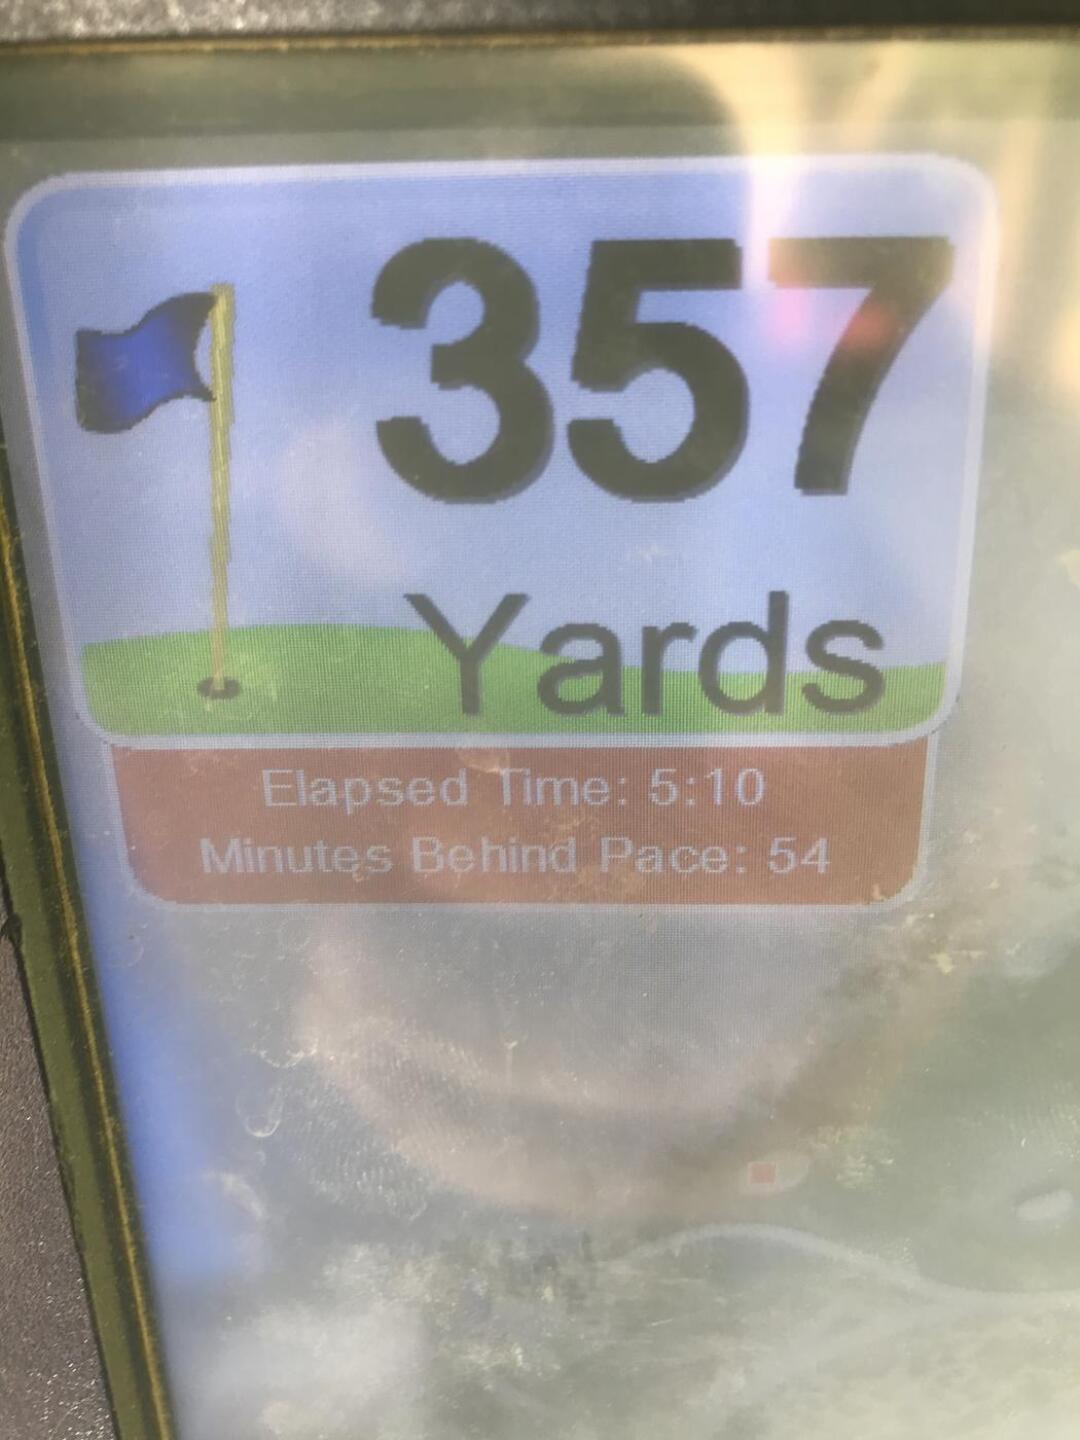 357
Yards
Elapsed Time: 5:10
Minutes Behind Pace: 54